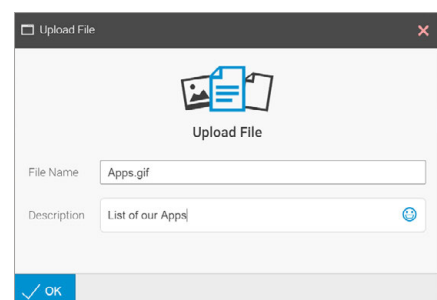 Upload File
Upload File
File Name Apps.gif
Description List of our Apps
OK